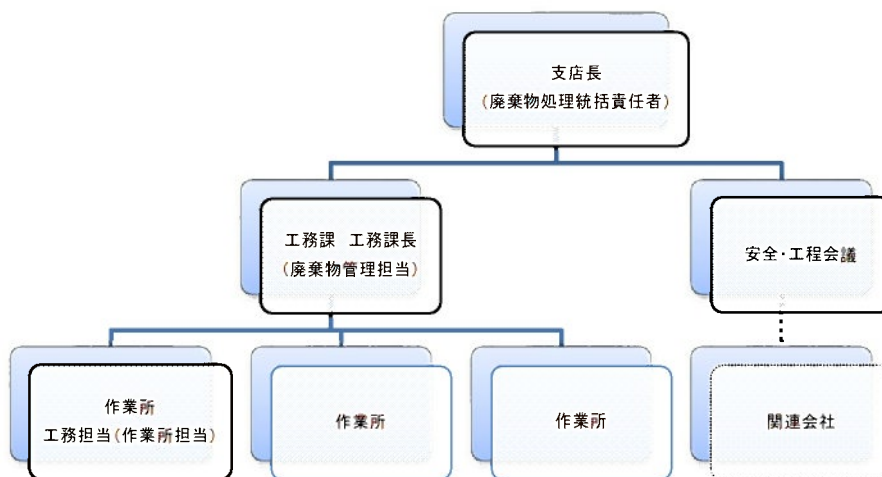 支店長
(廃棄物処理統括責任者)
工務課　工務課長
(廃棄物管理担当)
安全・工程会議
作業所
工務担当(作業所担当)
作業所
作業所
関連会社